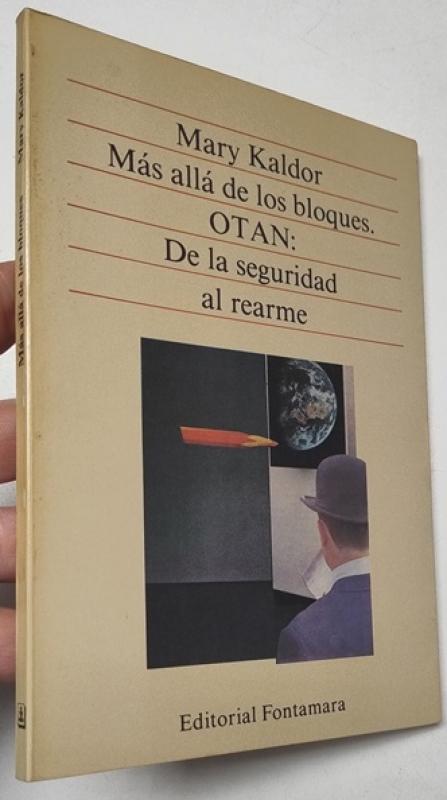 Mary Kaldor
Más allá de los bloques.
OTAN:
De la seguridad
al rearme
Editorial Fontamara
Más allá de los bloques Mary Kaldor